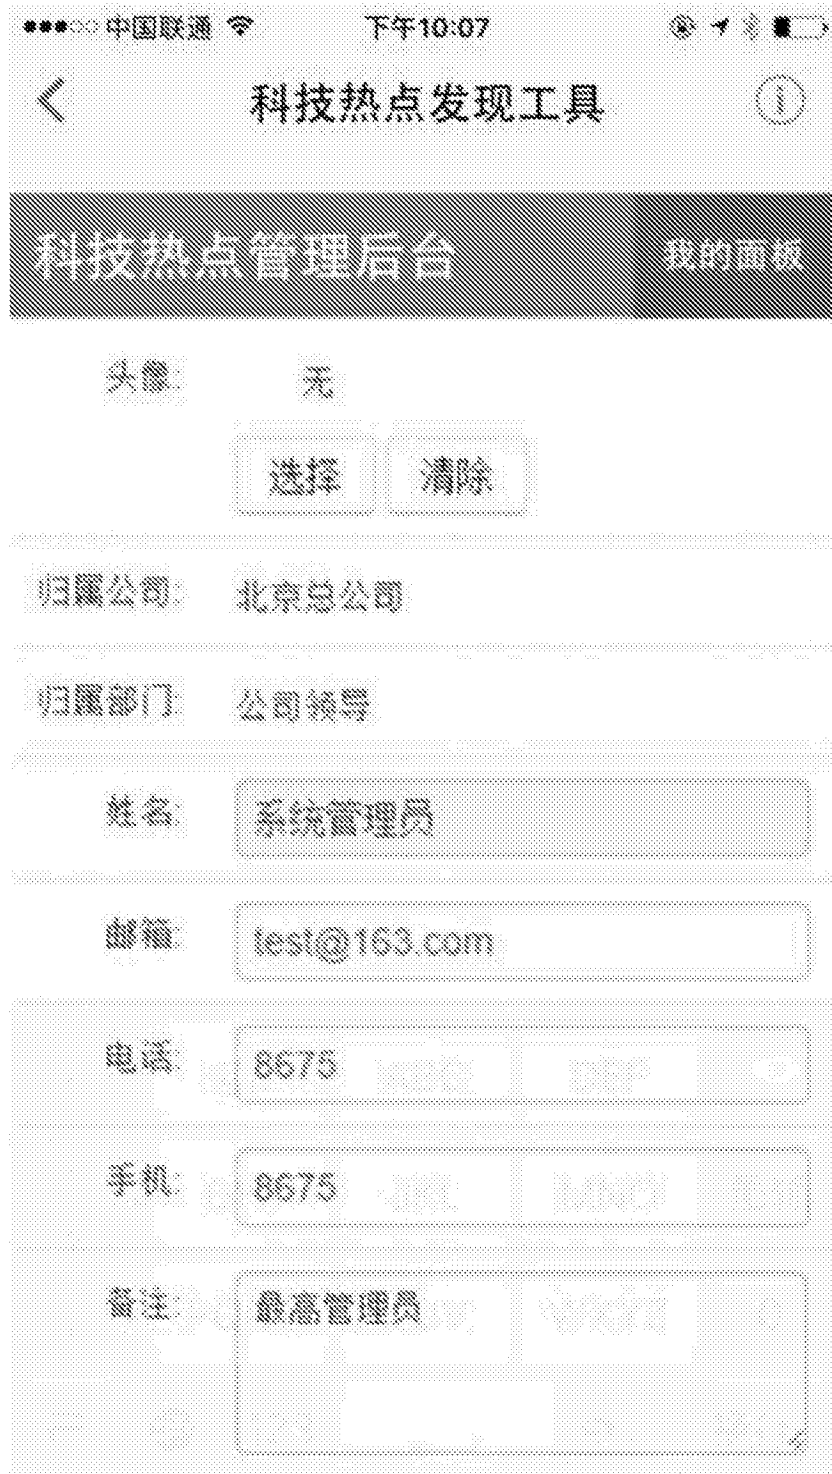 中国联通 下午10:07
科技热点发现工具
科技热点管理后台 我的面板
头像: 无
选择 清除
归属公司: 北京总公司
归属部门: 公司领导
姓名: 系统管理员
邮箱: test@163.com
电话: 8675
手机: 8675
备注: 最高管理员